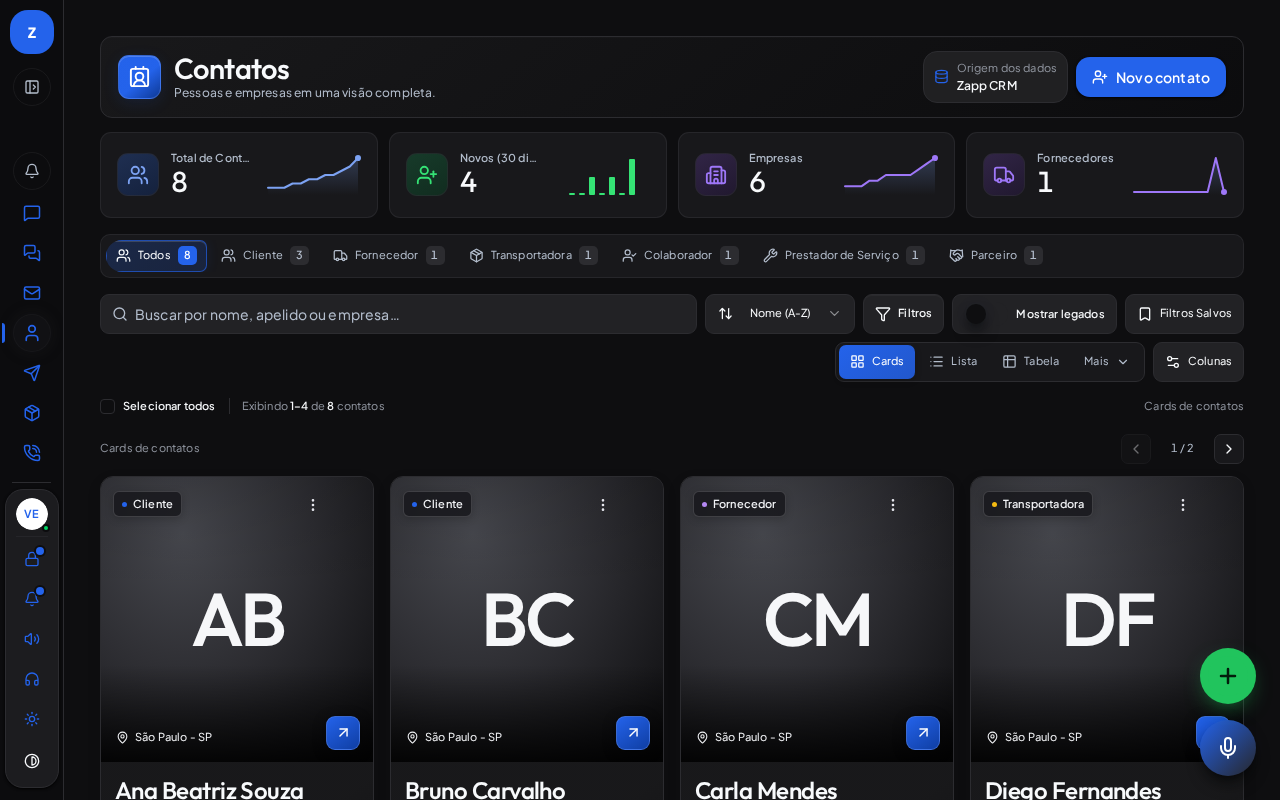 Z
Contatos
Pessoas e empresas em uma visão completa.
Origem dos dados
Zapp CRM
Novo contato
Total de Cont...
8
Novos (30 di...
4
Empresas
6
Fornecedores
1
Todos 8
Cliente 3
Fornecedor 1
Transportadora 1
Colaborador 1
Prestador de Serviço 1
Parceiro 1
Buscar por nome, apelido ou empresa...
Nome (A-Z)
Filtros
Mostrar legados
Filtros Salvos
Cards
Lista
Tabela
Mais
Colunas
Selecionar todos
Exibindo 1–4 de 8 contatos
Cards de contatos
Cards de contatos
1 / 2
VE
Cliente
AB
São Paulo - SP
Ana Beatriz Souza
Cliente
BC
São Paulo - SP
Bruno Carvalho
Fornecedor
CM
São Paulo - SP
Carla Mendes
Transportadora
DF
São Paulo - SP
Diego Fernandes